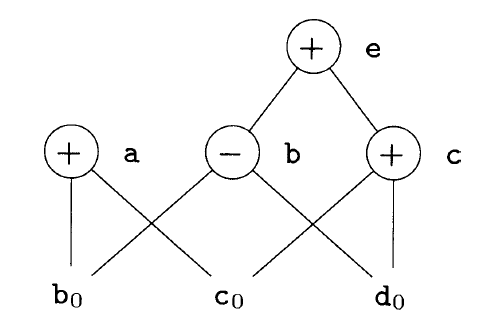 + e
+ a − b + c
b₀ c₀ d₀